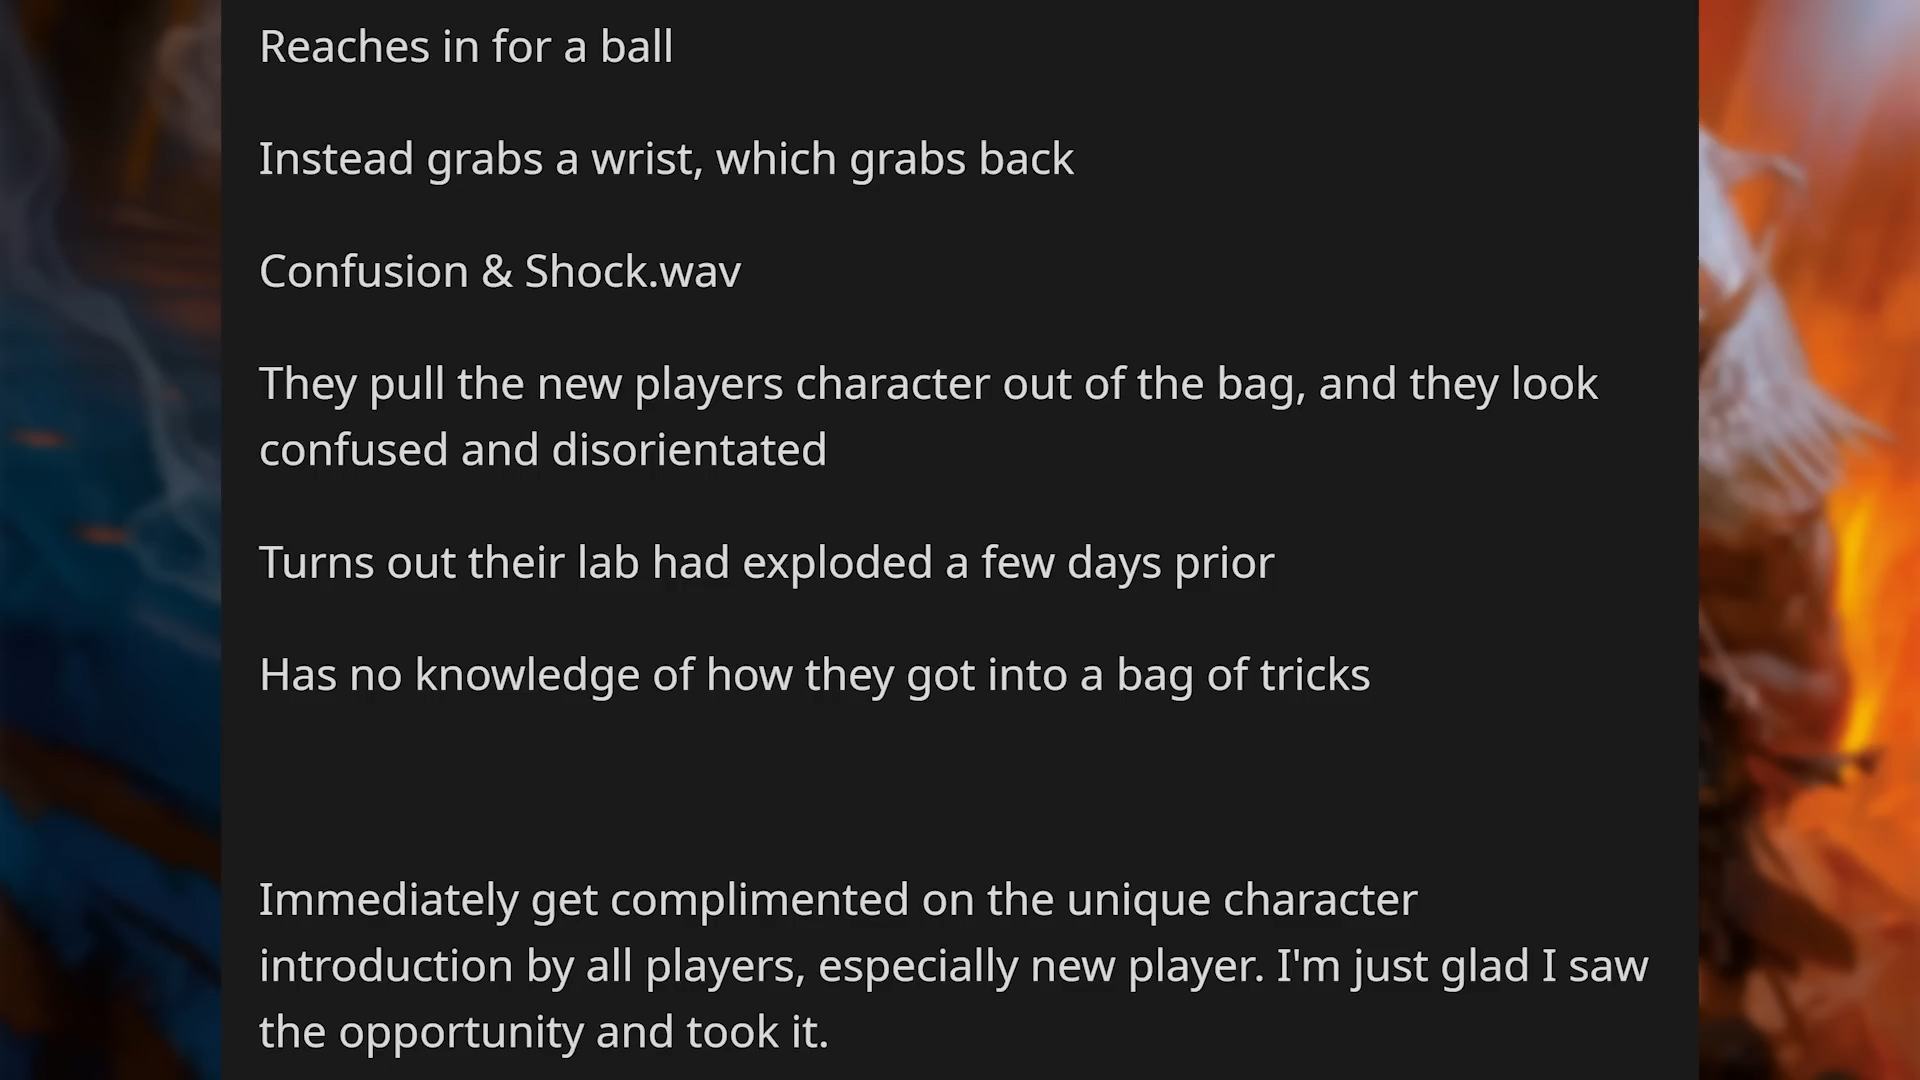 Reaches in for a ball
Instead grabs a wrist, which grabs back
Confusion & Shock.wav
They pull the new players character out of the bag, and they look
confused and disorientated
Turns out their lab had exploded a few days prior
Has no knowledge of how they got into a bag of tricks
Immediately get complimented on the unique character
introduction by all players, especially new player. I'm just glad I saw
the opportunity and took it.